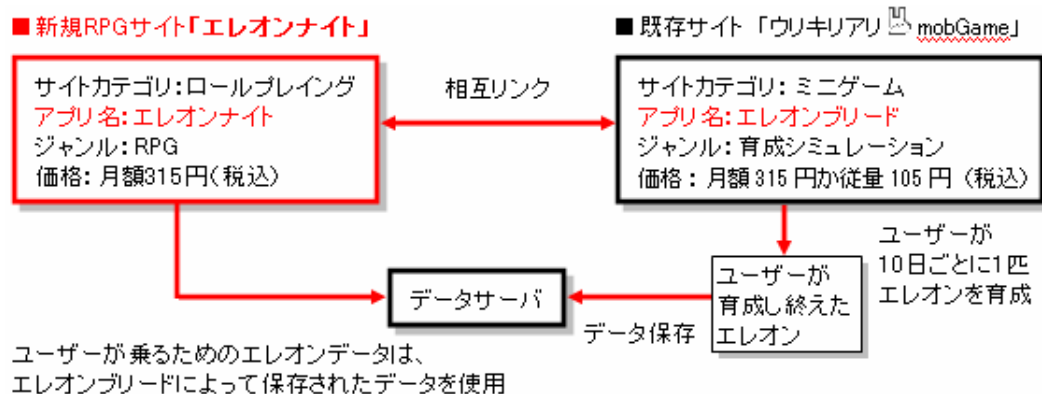 ■新規RPGサイト「エレオンナイト」
サイトカテゴリ:ロールプレイング
アプリ名:エレオンナイト
ジャンル:RPG
価格:月額315円(税込)
相互リンク
■既存サイト「ウリキリアリ mobGame」
サイトカテゴリ:ミニゲーム
アプリ名:エレオンブリード
ジャンル:育成シミュレーション
価格:月額315円か従量105円(税込)
ユーザーが
10日ごとに1匹
エレオンを育成
ユーザーが
育成し終えた
エレオン
データ保存
データサーバ
ユーザーが乗るためのエレオンデータは、
エレオンブリードによって保存されたデータを使用